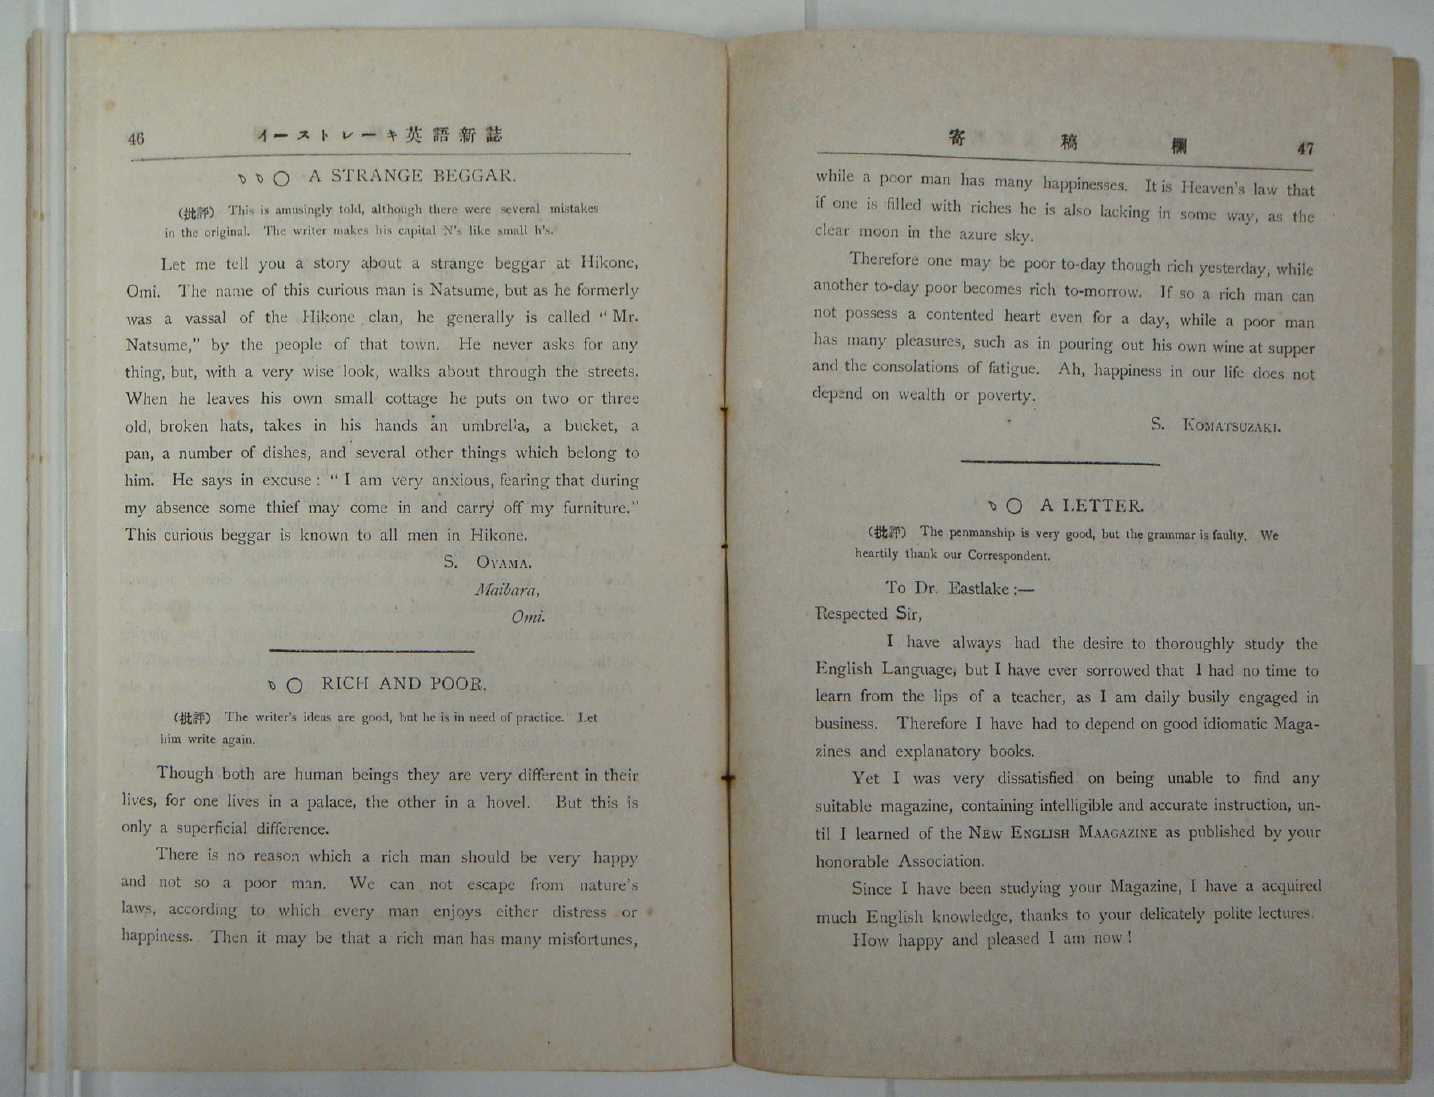 46
イーストレーキ英語新誌
A STRANGE BEGGAR.
(批評) This is amusingly told, although there were several mistakes
in the original. The writer makes his capital N's like small h's.
Let me tell you a story about a strange beggar at Hikone,
Omi. The name of this curious man is Natsume, but as he formerly
was a vassal of the Hikone clan, he generally is called "Mr.
Natsume," by the people of that town. He never asks for any
thing, but, with a very wise look, walks about through the streets.
When he leaves his own small cottage he puts on two or three
old, broken hats, takes in his hands an umbrella, a bucket, a
pan, a number of dishes, and several other things which belong to
him. He says in excuse: "I am very anxious, fearing that during
my absence some thief may come in and carry off my furniture."
This curious beggar is known to all men in Hikone.
S. OYAMA.
Maibara,
Omi.
RICH AND POOR.
(批評) The writer's ideas are good, but he is in need of practice. Let
him write again.
Though both are human beings they are very different in their
lives, for one lives in a palace, the other in a hovel. But this is
only a superficial difference.
There is no reason which a rich man should be very happy
and not so a poor man. We can not escape from nature's
laws, according to which every man enjoys either distress or
happiness. Then it may be that a rich man has many misfortunes,
寄稿欄
47
while a poor man has many happinesses. It is Heaven's law that
if one is filled with riches he is also lacking in some way, as the
clear moon in the azure sky.
Therefore one may be poor to-day though rich yesterday, while
another to-day poor becomes rich to-morrow. If so a rich man can
not possess a contented heart even for a day, while a poor man
has many pleasures, such as in pouring out his own wine at supper
and the consolations of fatigue. Ah, happiness in our life does not
depend on wealth or poverty.
S. KOMATSUZAKI.
A LETTER.
(批評) The penmanship is very good, but the grammar is faulty. We
heartily thank our Correspondent.
To Dr. Eastlake:—
Respected Sir,
I have always had the desire to thoroughly study the
English Language, but I have ever sorrowed that I had no time to
learn from the lips of a teacher, as I am daily busily engaged in
business. Therefore I have had to depend on good idiomatic Maga-
zines and explanatory books.
Yet I was very dissatisfied on being unable to find any
suitable magazine, containing intelligible and accurate instruction, un-
til I learned of the NEW ENGLISH MAAGAZINE as published by your
honorable Association.
Since I have been studying your Magazine, I have a acquired
much English knowledge, thanks to your delicately polite lectures.
How happy and pleased I am now!